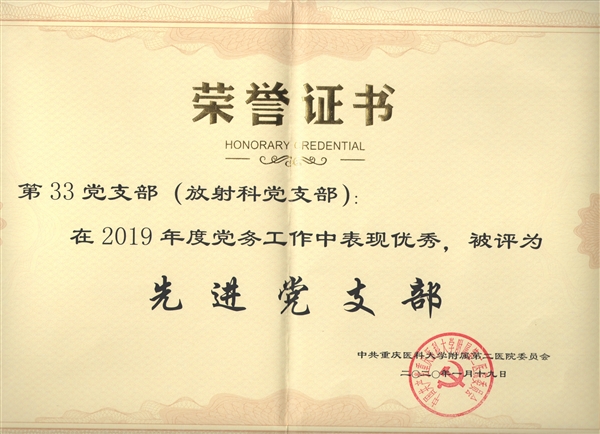 荣誉证书
HONORARY CREDENTIAL
第33党支部（放射科党支部）：
在2019年度党务工作中表现优秀，被评为
先进党支部
中共重庆医科大学附属第二医院委员会
二〇二〇年一月十九日